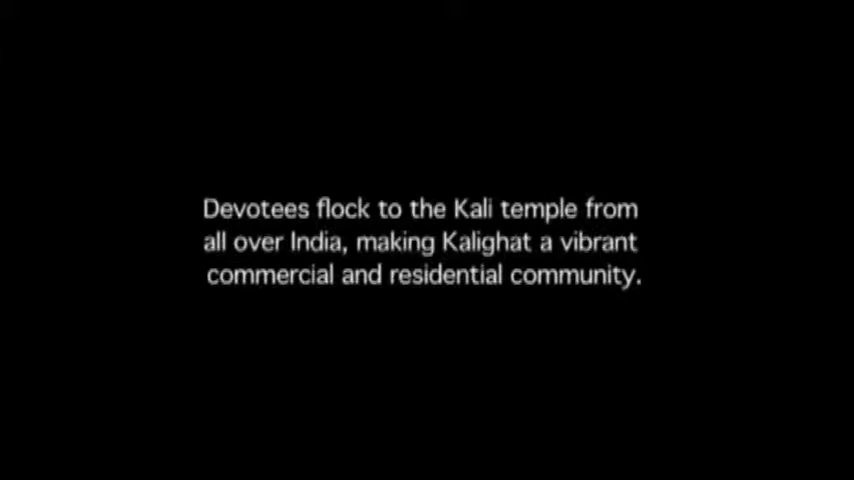 Devotees flock to the Kali temple from
all over India, making Kalighat a vibrant
commercial and residential community.